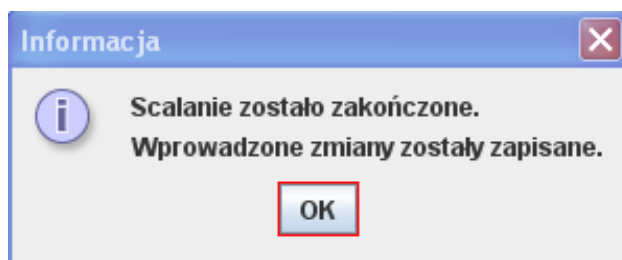 Informacja
Scalanie zostało zakończone.
Wprowadzone zmiany zostały zapisane.
OK